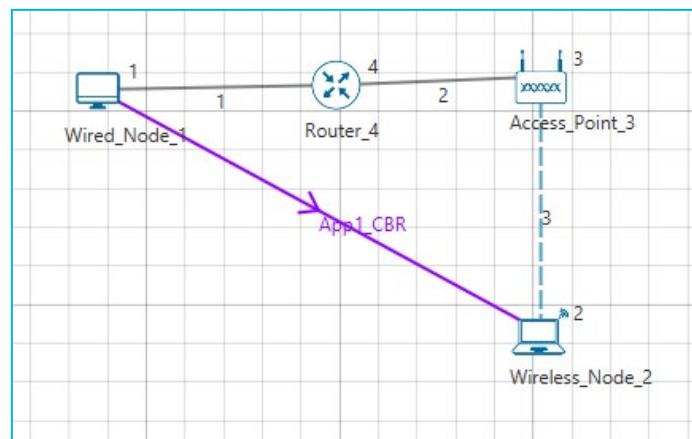 1
4
3
1
2
Wired_Node_1
Router_4
Access_Point_3
App1_CBR
3
2
Wireless_Node_2